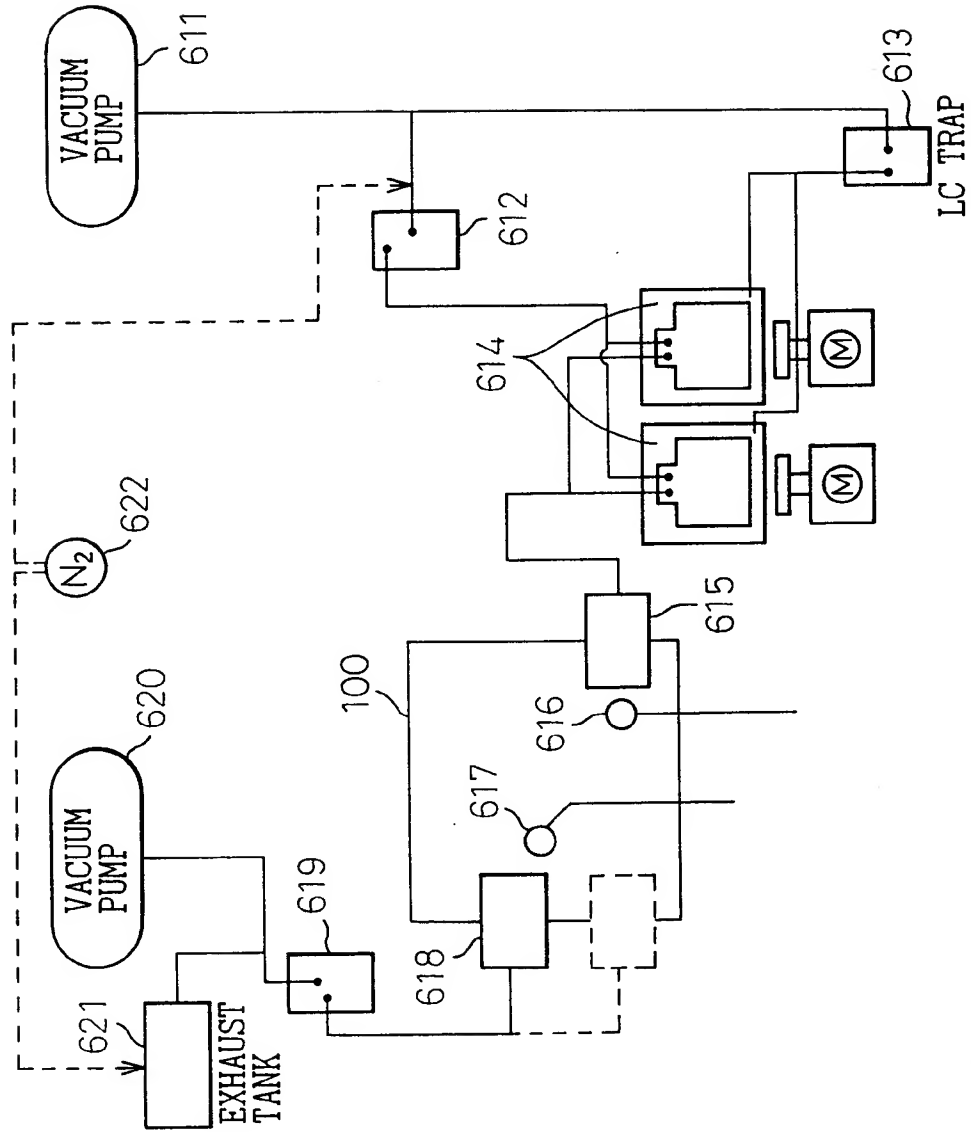 VACUUM
PUMP
611
VACUUM
PUMP
620
N₂
622
621
EXHAUST
TANK
619
618
617
616
100
615
614
612
613
LC TRAP
M
M